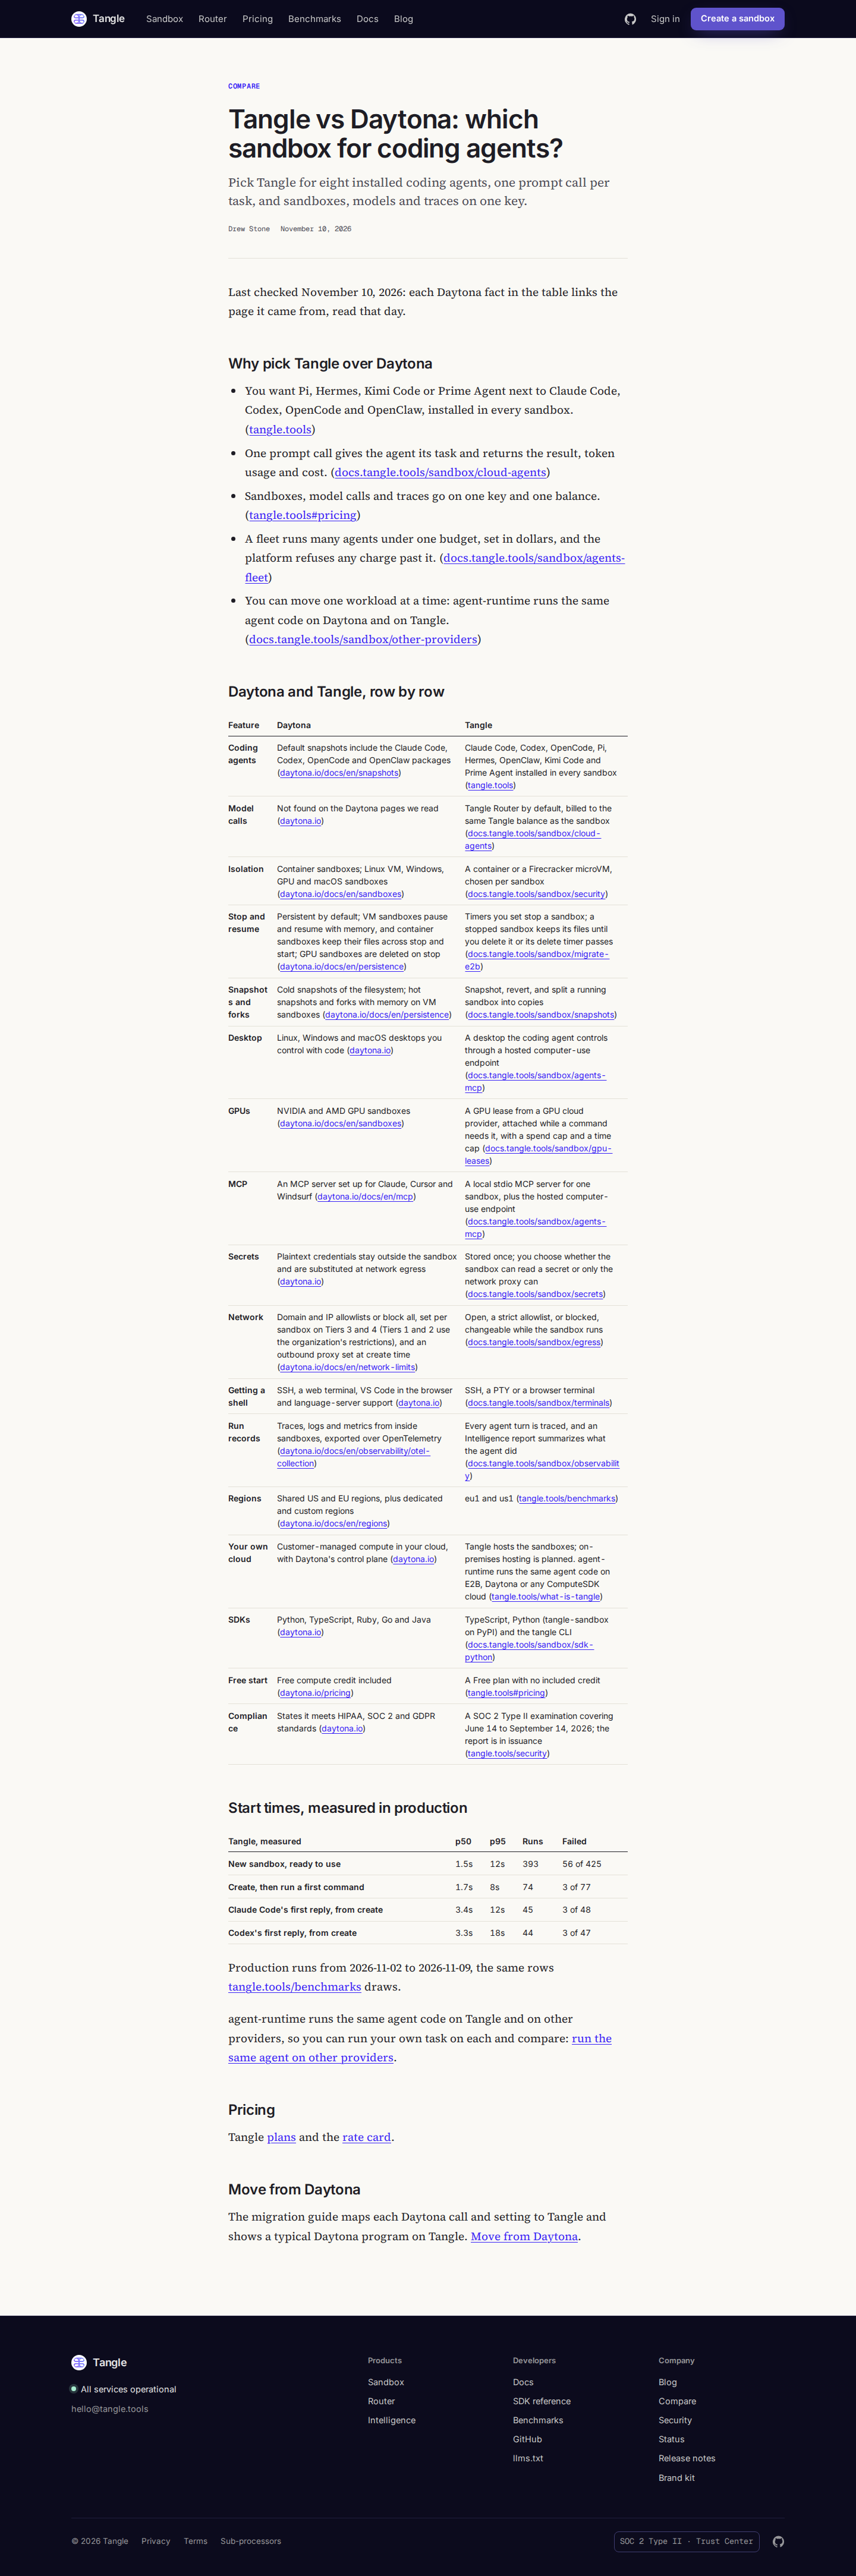 Tangle
Sandbox
Router
Pricing
Benchmarks
Docs
Blog
Sign in
Create a sandbox
COMPARE
Tangle vs Daytona: which
sandbox for coding agents?
Pick Tangle for eight installed coding agents, one prompt call per
task, and sandboxes, models and traces on one key.
Drew Stone November 10, 2026
Last checked November 10, 2026: each Daytona fact in the table links the
page it came from, read that day.
Why pick Tangle over Daytona
• You want Pi, Hermes, Kimi Code or Prime Agent next to Claude Code,
Codex, OpenCode and OpenClaw, installed in every sandbox.
(tangle.tools)
• One prompt call gives the agent its task and returns the result, token
usage and cost. (docs.tangle.tools/sandbox/cloud-agents)
• Sandboxes, model calls and traces go on one key and one balance.
(tangle.tools#pricing)
• A fleet runs many agents under one budget, set in dollars, and the
platform refuses any charge past it. (docs.tangle.tools/sandbox/agents-
fleet)
• You can move one workload at a time: agent-runtime runs the same
agent code on Daytona and on Tangle.
(docs.tangle.tools/sandbox/other-providers)
Daytona and Tangle, row by row
Feature Daytona Tangle
Coding
agents
Default snapshots include the Claude Code,
Codex, OpenCode and OpenClaw packages
(daytona.io/docs/en/snapshots)
Claude Code, Codex, OpenCode, Pi,
Hermes, OpenClaw, Kimi Code and
Prime Agent installed in every sandbox
(tangle.tools)
Model
calls
Not found on the Daytona pages we read
(daytona.io)
Tangle Router by default, billed to the
same Tangle balance as the sandbox
(docs.tangle.tools/sandbox/cloud-
agents)
Isolation
Container sandboxes; Linux VM, Windows,
GPU and macOS sandboxes
(daytona.io/docs/en/sandboxes)
A container or a Firecracker microVM,
chosen per sandbox
(docs.tangle.tools/sandbox/security)
Stop and
resume
Persistent by default; VM sandboxes pause
and resume with memory, and container
sandboxes keep their files across stop and
start; GPU sandboxes are deleted on stop
(daytona.io/docs/en/persistence)
Timers you set stop a sandbox; a
stopped sandbox keeps its files until
you delete it or its delete timer passes
(docs.tangle.tools/sandbox/migrate-
e2b)
Snapshot
s and
forks
Cold snapshots of the filesystem; hot
snapshots and forks with memory on VM
sandboxes (daytona.io/docs/en/persistence)
Snapshot, revert, and split a running
sandbox into copies
(docs.tangle.tools/sandbox/snapshots)
Desktop
Linux, Windows and macOS desktops you
control with code (daytona.io)
A desktop the coding agent controls
through a hosted computer-use
endpoint
(docs.tangle.tools/sandbox/agents-
mcp)
GPUs
NVIDIA and AMD GPU sandboxes
(daytona.io/docs/en/sandboxes)
A GPU lease from a GPU cloud
provider, attached while a command
needs it, with a spend cap and a time
cap (docs.tangle.tools/sandbox/gpu-
leases)
MCP
An MCP server set up for Claude, Cursor and
Windsurf (daytona.io/docs/en/mcp)
A local stdio MCP server for one
sandbox, plus the hosted computer-
use endpoint
(docs.tangle.tools/sandbox/agents-
mcp)
Secrets
Plaintext credentials stay outside the sandbox
and are substituted at network egress
(daytona.io)
Stored once; you choose whether the
sandbox can read a secret or only the
network proxy can
(docs.tangle.tools/sandbox/secrets)
Network
Domain and IP allowlists or block all, set per
sandbox on Tiers 3 and 4 (Tiers 1 and 2 use
the organization's restrictions), and an
outbound proxy set at create time
(daytona.io/docs/en/network-limits)
Open, a strict allowlist, or blocked,
changeable while the sandbox runs
(docs.tangle.tools/sandbox/egress)
Getting a
shell
SSH, a web terminal, VS Code in the browser
and language-server support (daytona.io)
SSH, a PTY or a browser terminal
(docs.tangle.tools/sandbox/terminals)
Run
records
Traces, logs and metrics from inside
sandboxes, exported over OpenTelemetry
(daytona.io/docs/en/observability/otel-
collection)
Every agent turn is traced, and an
Intelligence report summarizes what
the agent did
(docs.tangle.tools/sandbox/observabilit
y)
Regions
Shared US and EU regions, plus dedicated
and custom regions
(daytona.io/docs/en/regions)
eu1 and us1 (tangle.tools/benchmarks)
Your own
cloud
Customer-managed compute in your cloud,
with Daytona's control plane (daytona.io)
Tangle hosts the sandboxes; on-
premises hosting is planned. agent-
runtime runs the same agent code on
E2B, Daytona or any ComputeSDK
cloud (tangle.tools/what-is-tangle)
SDKs
Python, TypeScript, Ruby, Go and Java
(daytona.io)
TypeScript, Python (tangle-sandbox
on PyPI) and the tangle CLI
(docs.tangle.tools/sandbox/sdk-
python)
Free start
Free compute credit included
(daytona.io/pricing)
A Free plan with no included credit
(tangle.tools#pricing)
Complian
ce
States it meets HIPAA, SOC 2 and GDPR
standards (daytona.io)
A SOC 2 Type II examination covering
June 14 to September 14, 2026; the
report is in issuance
(tangle.tools/security)
Start times, measured in production
Tangle, measured p50 p95 Runs Failed
New sandbox, ready to use 1.5s 12s 393 56 of 425
Create, then run a first command 1.7s 8s 74 3 of 77
Claude Code's first reply, from create 3.4s 12s 45 3 of 48
Codex's first reply, from create 3.3s 18s 44 3 of 47
Production runs from 2026-11-02 to 2026-11-09, the same rows
tangle.tools/benchmarks draws.
agent-runtime runs the same agent code on Tangle and on other
providers, so you can run your own task on each and compare: run the
same agent on other providers.
Pricing
Tangle plans and the rate card.
Move from Daytona
The migration guide maps each Daytona call and setting to Tangle and
shows a typical Daytona program on Tangle. Move from Daytona.
Tangle
All services operational
hello@tangle.tools
Products
Sandbox
Router
Intelligence
Developers
Docs
SDK reference
Benchmarks
GitHub
llms.txt
Company
Blog
Compare
Security
Status
Release notes
Brand kit
© 2026 Tangle
Privacy
Terms
Sub-processors
SOC 2 Type II · Trust Center